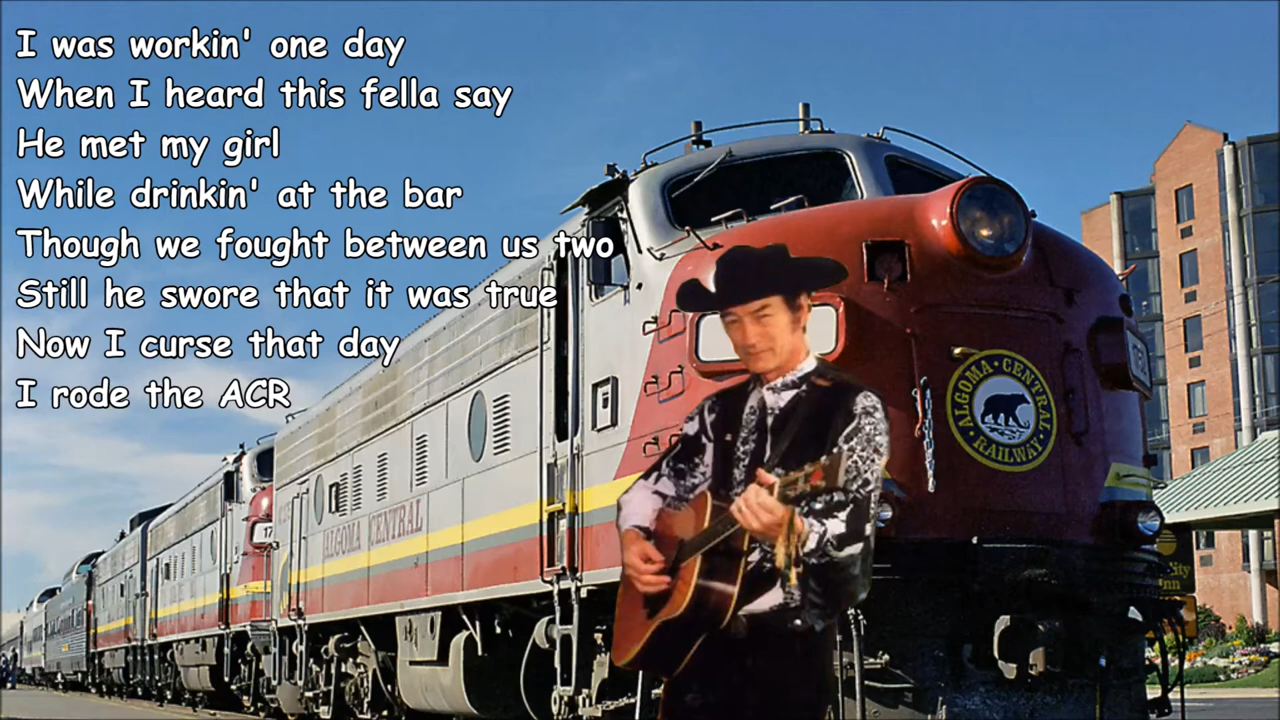 I was workin' one day
When I heard this fella say
He met my girl
While drinkin' at the bar
Though we fought between us two
Still he swore that it was true
Now I curse that day
I rode the ACR
ALGOMA CENTRAL
ALGOMA · CENTRAL · RAILWAY ·
Inn